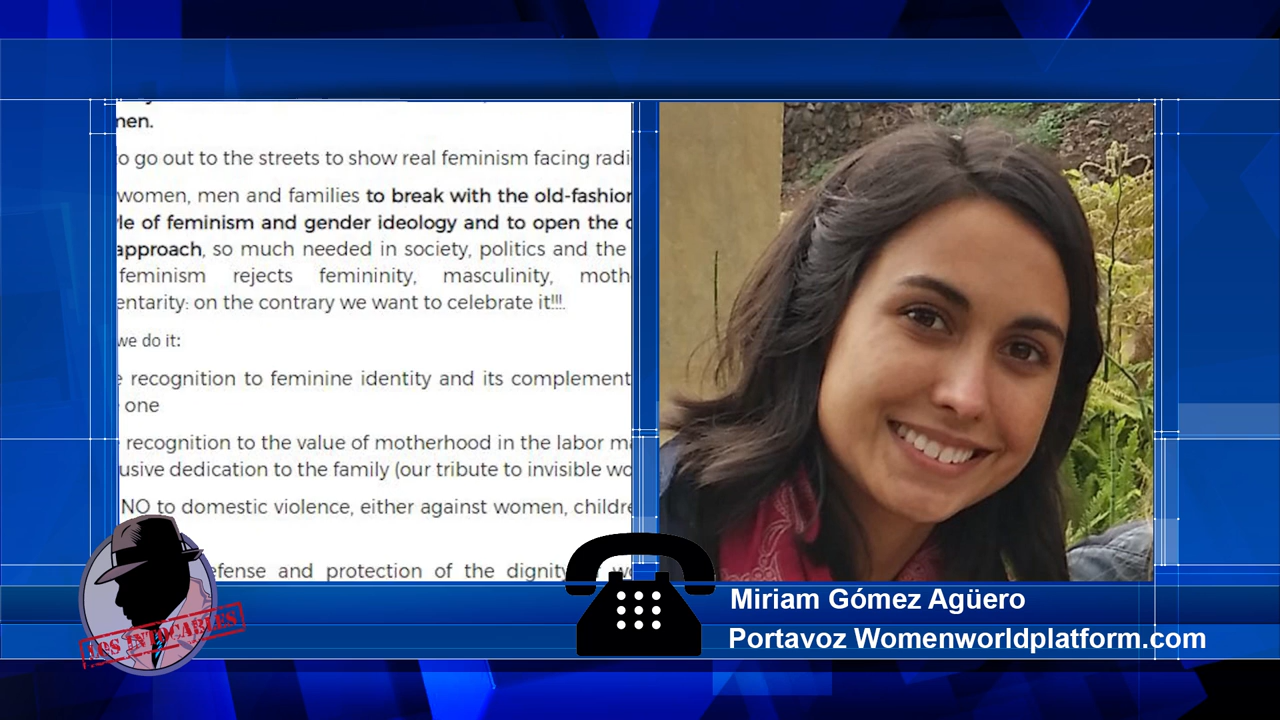 men.
o go out to the streets to show real feminism facing radi
women, men and families to break with the old-fashion
le of feminism and gender ideology and to open the
approach, so much needed in society, politics and the
feminism rejects femininity, masculinity, moth
entarity: on the contrary we want to celebrate it!!!.
we do it:
e recognition to feminine identity and its complement
one
recognition to the value of motherhood in the labor m
usive dedication to the family (our tribute to invisible wo
NO to domestic violence, either against women, childre
efense and protection of the dignity
LOS INTOCABLES
Miriam Gómez Agüero
Portavoz Womenworldplatform.com